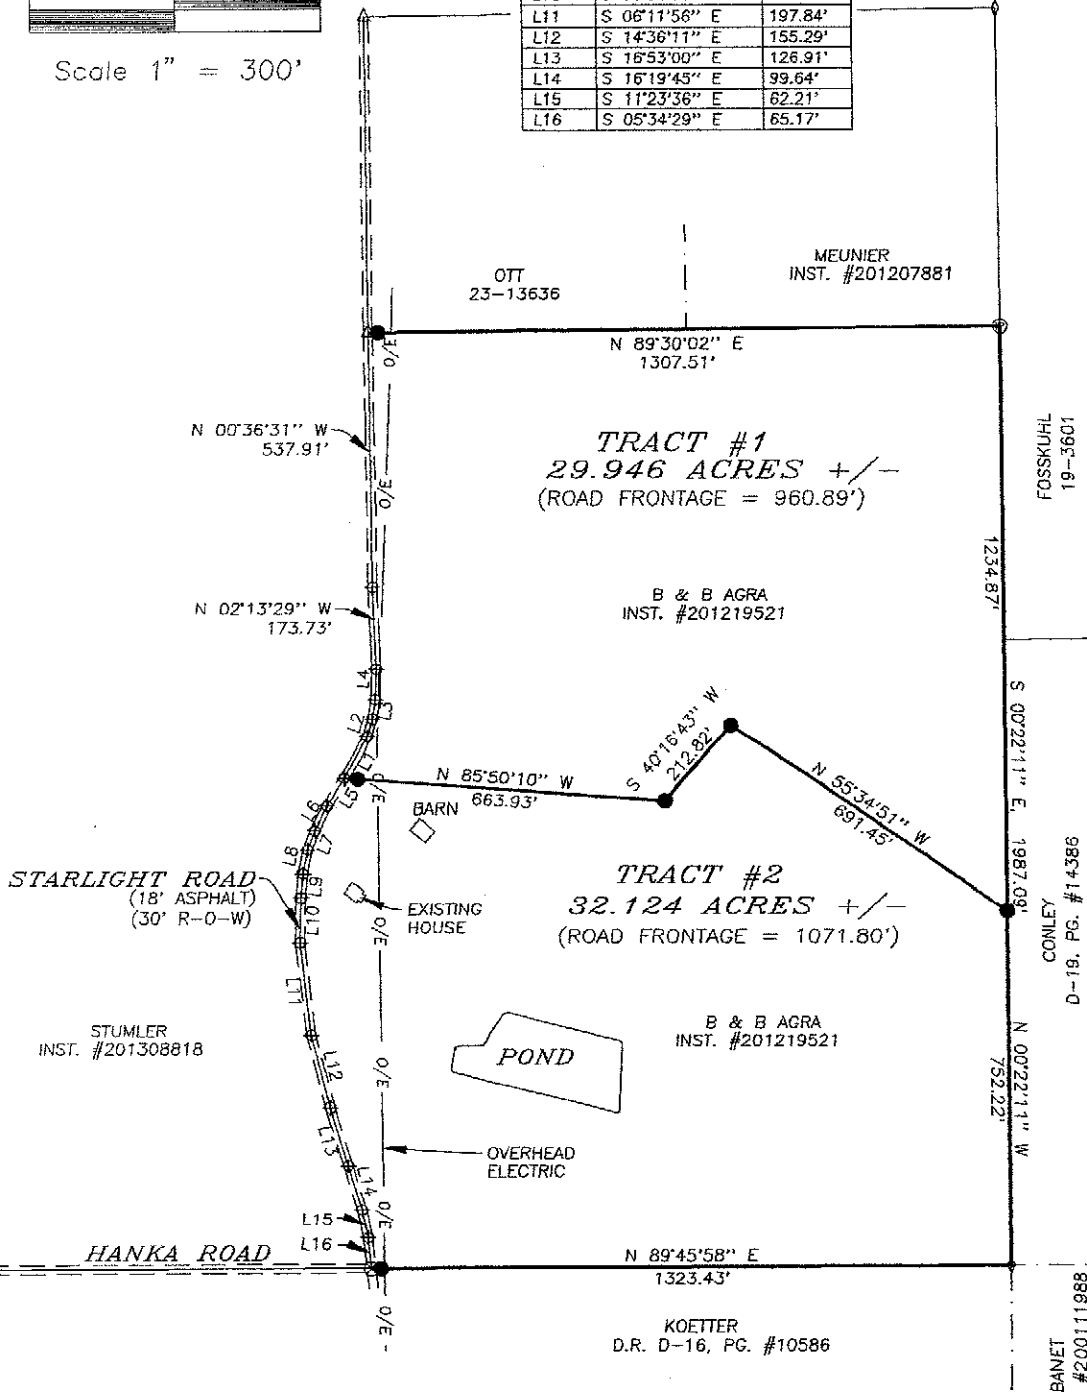 Scale 1" = 300'
L11 S 06°11'56" E 197.84'
L12 S 14°36'11" E 155.29'
L13 S 16°53'00" E 126.91'
L14 S 16°19'45" E 99.64'
L15 S 11°23'36" E 62.21'
L16 S 05°34'29" E 65.17'
OTT
23-13636
MEUNIER
INST. #201207881
O/E
N 89°30'02" E
1307.51'
N 00°36'31" W
537.91'
TRACT #1
29.946 ACRES +/-
(ROAD FRONTAGE = 960.89')
FOSSKUHL
19-3601
O/E
1234.87'
B & B AGRA
INST. #201219521
N 02°13'29" W
173.73'
L4
L3
L2
L1
S 40°16'43" W
212.82'
S 00°22'11" E, 1987.09'
N 55°34'51" W
691.45'
N 85°50'10" W
663.93'
O/E
L5
L6
L7
BARN
L8
L9
L10
STARLIGHT ROAD
(18' ASPHALT)
(30' R-O-W)
TRACT #2
32.124 ACRES +/-
(ROAD FRONTAGE = 1071.80')
EXISTING
HOUSE
O/E
CONLEY
D-19, PG. #14386
L11
STUMLER
INST. #201308818
B & B AGRA
INST. #201219521
POND
N 00°22'11" W
752.22'
O/E
L12
L13
OVERHEAD
ELECTRIC
L14
O/E
L15
L16
HANKA ROAD
N 89°45'58" E
1323.43'
O/E
KOETTER
D.R. D-16, PG. #10586
BANET
#200111988